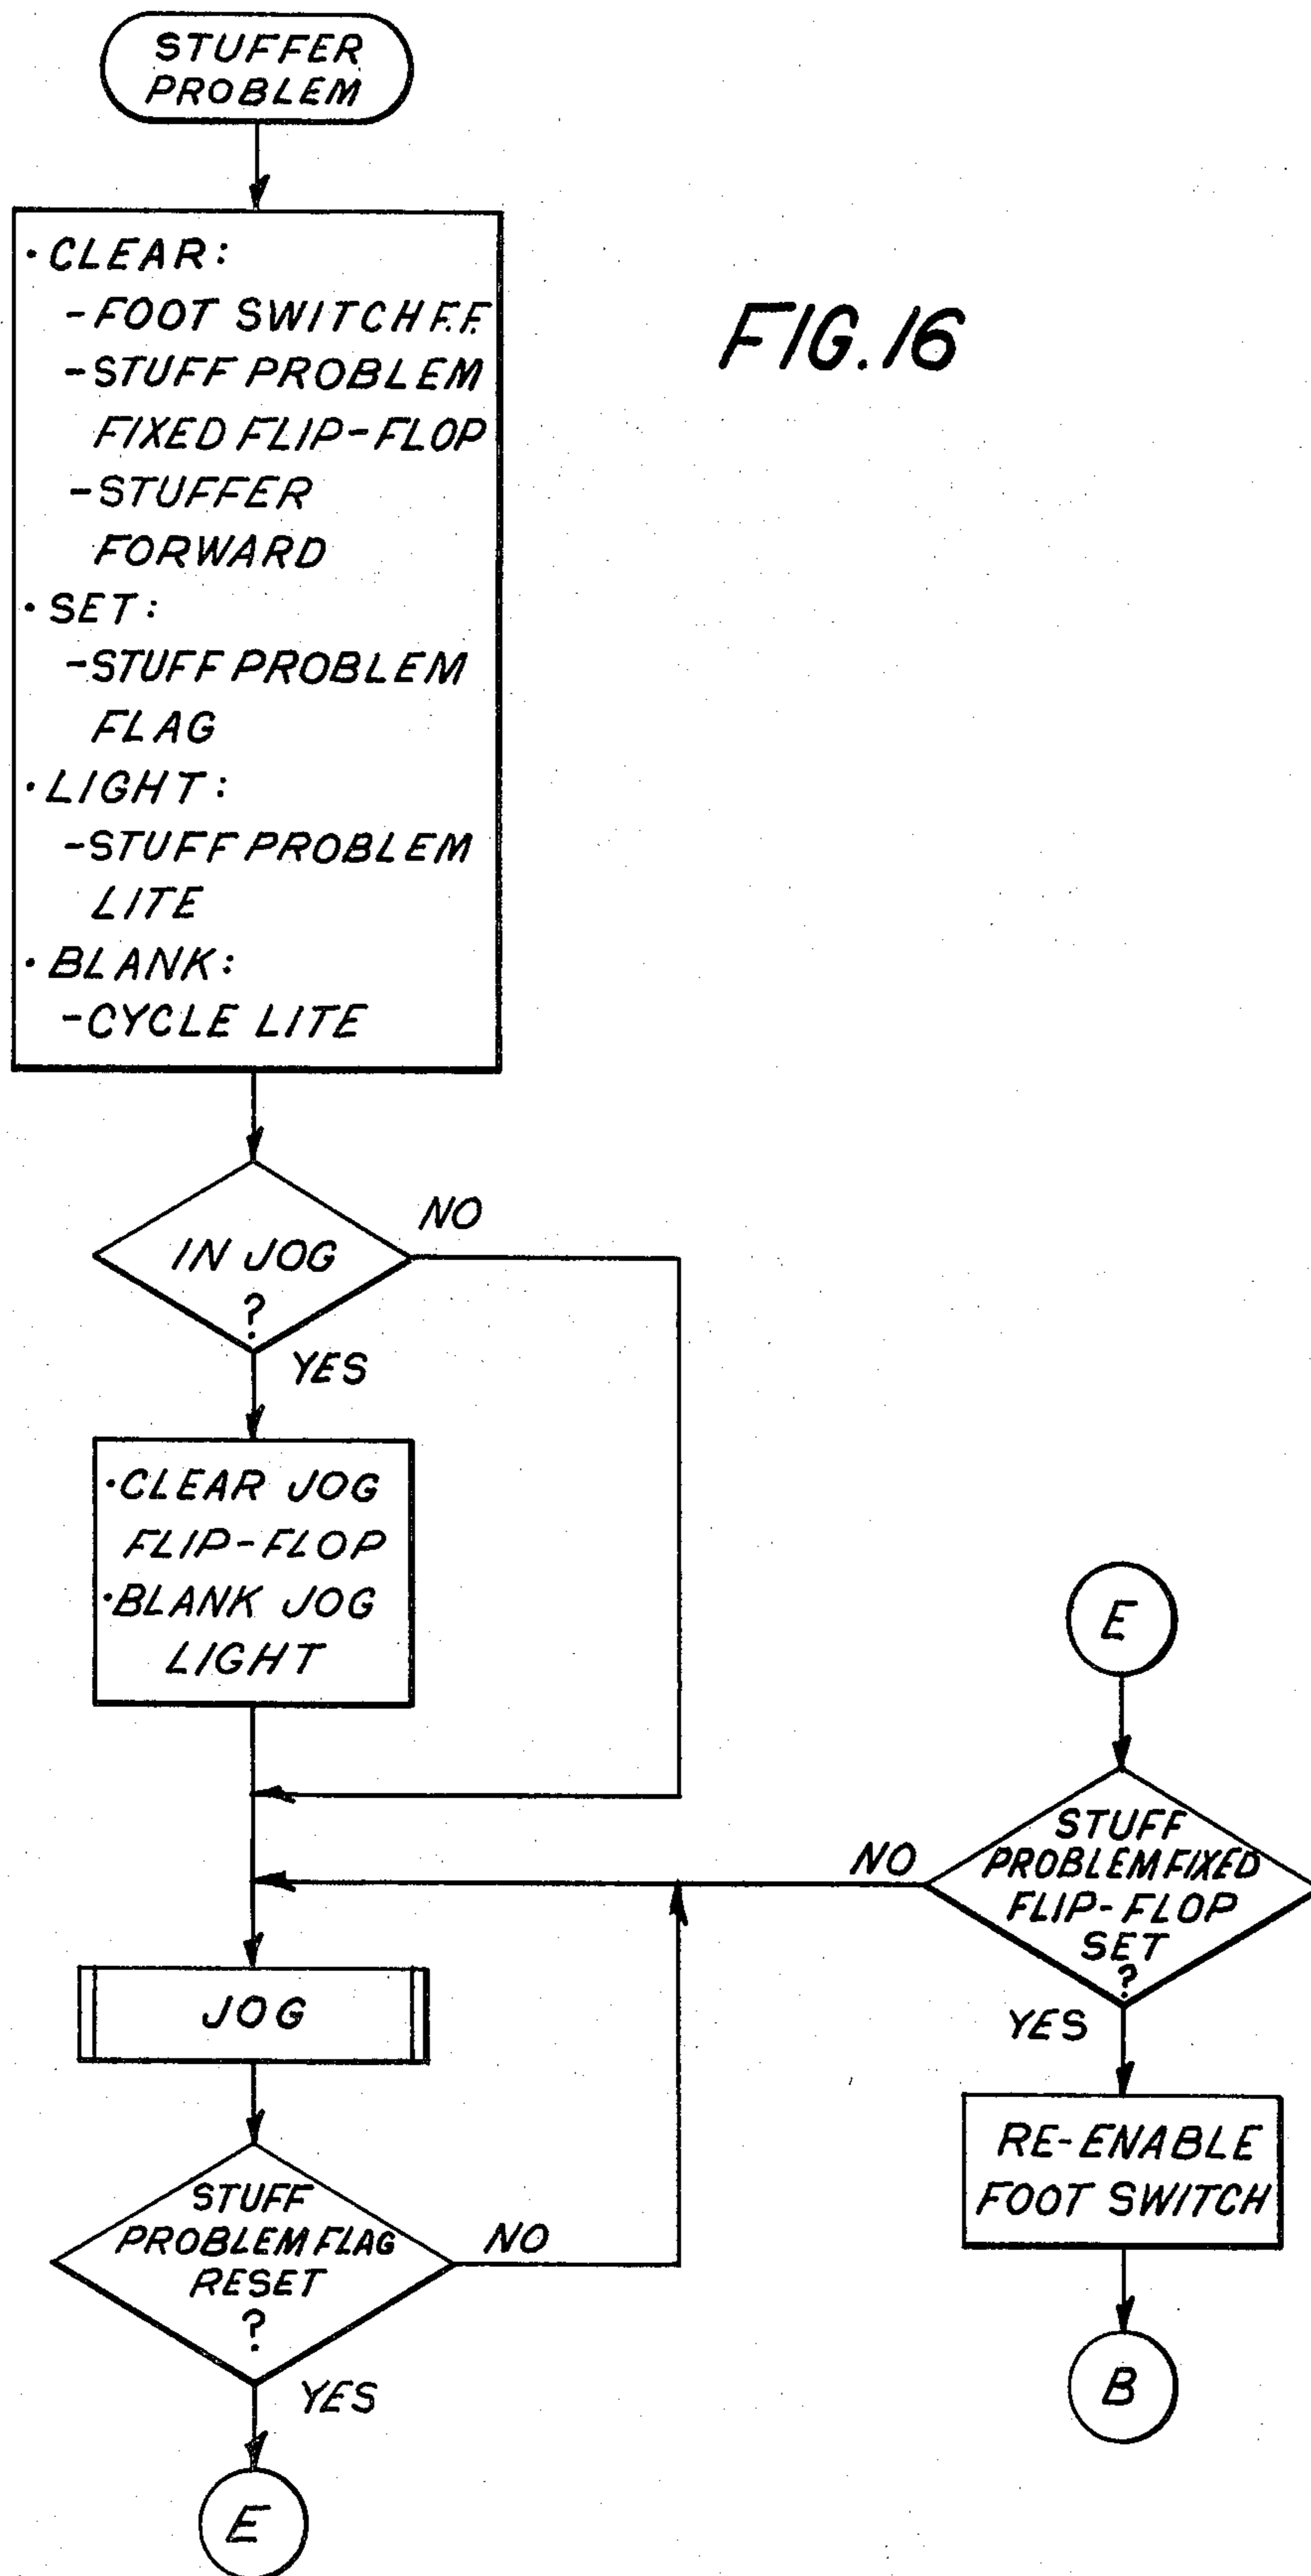 STUFFER
PROBLEM
· CLEAR:
-FOOT SWITCH F.F.
-STUFF PROBLEM
FIXED FLIP-FLOP
-STUFFER
FORWARD
· SET:
-STUFF PROBLEM
FLAG
· LIGHT:
-STUFF PROBLEM
LITE
· BLANK:
-CYCLE LITE
FIG. 16
IN JOG
?
NO
YES
·CLEAR JOG
FLIP-FLOP
·BLANK JOG
LIGHT
JOG
STUFF
PROBLEM FLAG
RESET
?
NO
YES
E
E
STUFF
PROBLEM FIXED
FLIP-FLOP
SET
?
NO
YES
RE-ENABLE
FOOT SWITCH
B